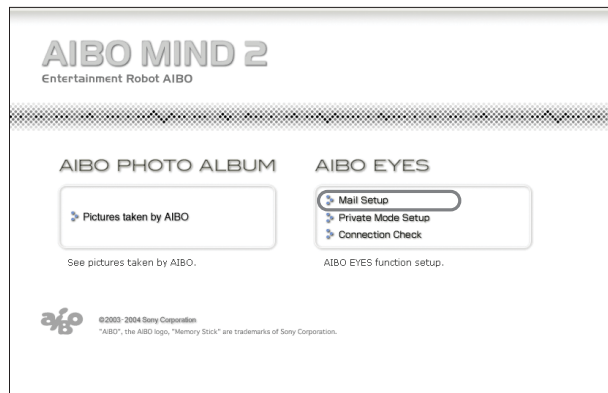 AIBO MIND 2
Entertainment Robot AIBO
AIBO PHOTO ALBUM
Pictures taken by AIBO
See pictures taken by AIBO.
AIBO EYES
Mail Setup
Private Mode Setup
Connection Check
AIBO EYES function setup.
aibo
©2003-2004 Sony Corporation
"AIBO", the AIBO logo, "Memory Stick" are trademarks of Sony Corporation.